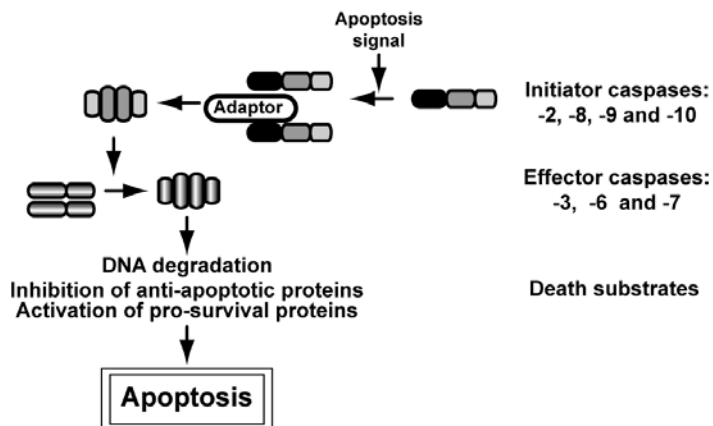 Apoptosis
signal
Adaptor
Initiator caspases:
-2, -8, -9 and -10
Effector caspases:
-3, -6 and -7
DNA degradation
Inhibition of anti-apoptotic proteins
Activation of pro-survival proteins
Death substrates
Apoptosis